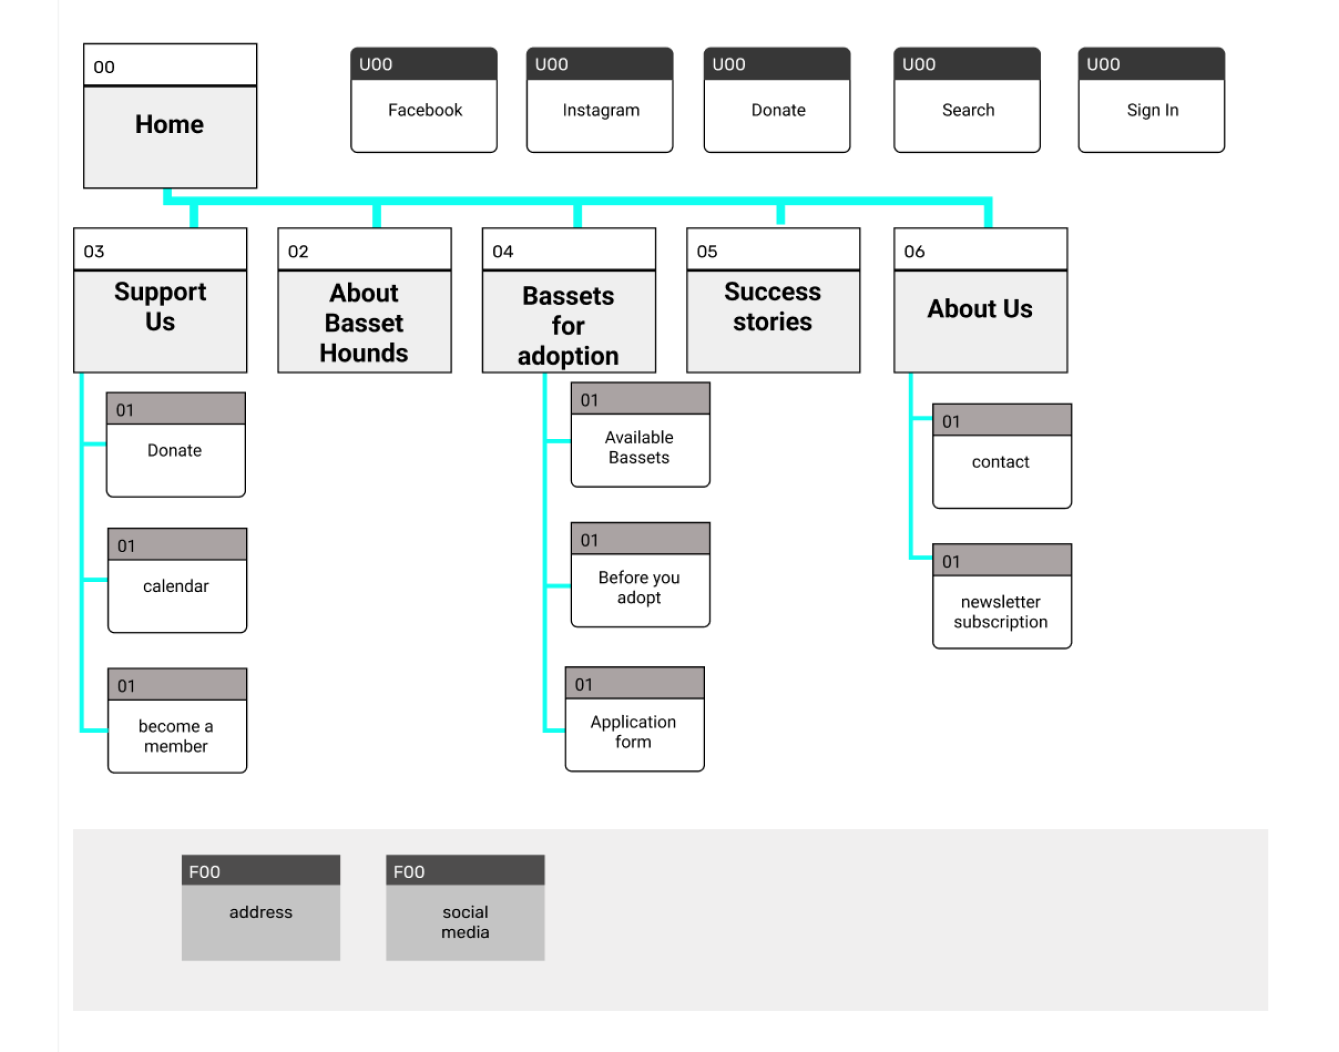 00
Home
U00
Facebook
U00
Instagram
U00
Donate
U00
Search
U00
Sign In
03
Support
Us
02
About
Basset
Hounds
04
Bassets
for
adoption
05
Success
stories
06
About Us
01
Donate
01
calendar
01
become a
member
01
Available
Bassets
01
Before you
adopt
01
Application
form
01
contact
01
newsletter
subscription
F00
address
F00
social
media